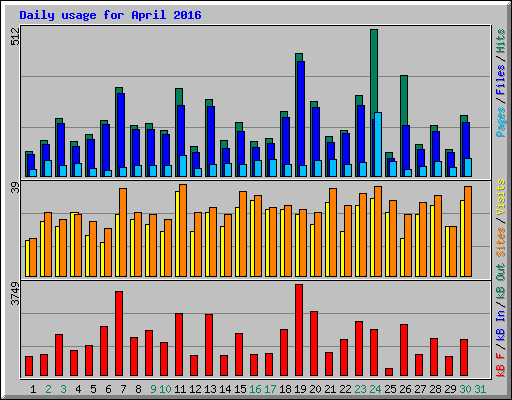 Daily usage for April 2016
512
Pages / Files / Hits
39
Sites / Visits
3749
kB F / kB In / kB Out
1 2 3 4 5 6 7 8 9 10 11 12 13 14 15 16 17 18 19 20 21 22 23 24 25 26 27 28 29 30 31